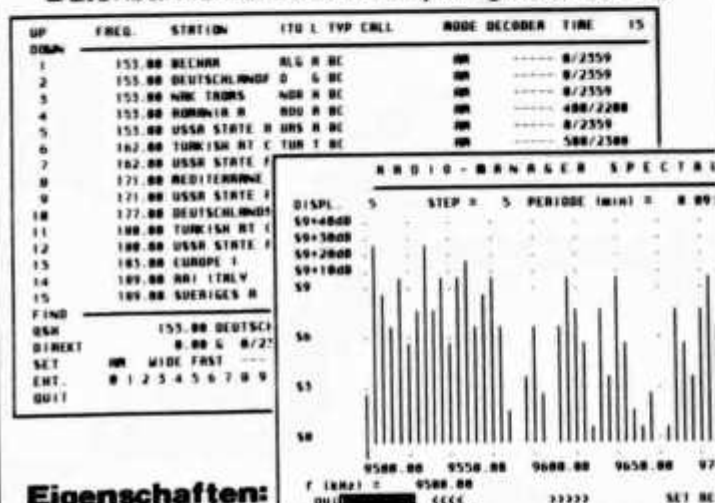 UP FREQ. STATION ITU L TYP CALL MODE DECODER TIME 15
DOWN
1 153.00 BECHAR ALG A BC AM ----- 0/2359
2 153.00 DEUTSCHLANDF D G BC AM ----- 0/2359
3 153.00 NRK TROMS NOR BC AM ----- 0/2359
4 153.00 ROMANIA R ROU R BC AM ----- 400/2200
5 153.00 USSR STATE R URS R BC AM ----- 0/2359
6 162.00 TURKISH RT C TUR T BC AM ----- 500/2300
7 162.00 USSR STATE
8 171.00 MEDITERRANE
9 171.00 USSR STATE
10 177.00 DEUTSCHLAND
11 180.00 TURKISH RT
12 180.00 USSR STATE
13 183.00 EUROPE 1
14 189.00 RAI ITALY
15 189.00 SVERIGES R
FIND
QSH 153.00 DEUTSC
DIREKT 0.00 G
SET AM WIDE FAST ---
ENT. 0 1 2 3 4 5 6 7 8 9
QUIT
RADIO-MANAGER SPECTRU
DISPL. 5 STEP = 5 PERIODE (min) =
S9+40dB
S9+30dB
S9+20dB
S9+10dB
S9
S6
S3
S0
9500.00 9550.00 9600.00 9650.00 97
f (kHz) = 9500.00
QUIT <<<< >>>>> SET
Eigenschaften: